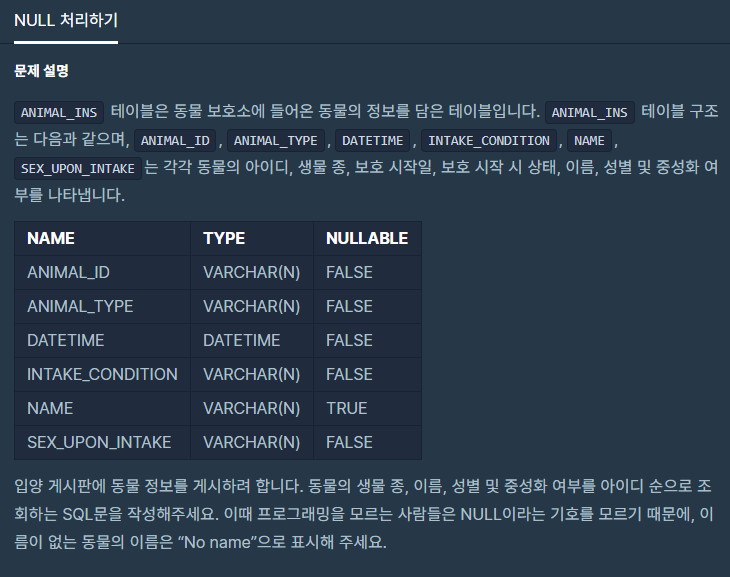 NULL 처리하기
문제 설명
ANIMAL_INS 테이블은 동물 보호소에 들어온 동물의 정보를 담은 테이블입니다. ANIMAL_INS 테이블 구조
는 다음과 같으며, ANIMAL_ID , ANIMAL_TYPE , DATETIME , INTAKE_CONDITION , NAME ,
SEX_UPON_INTAKE 는 각각 동물의 아이디, 생물 종, 보호 시작일, 보호 시작 시 상태, 이름, 성별 및 중성화 여
부를 나타냅니다.
NAME TYPE NULLABLE
ANIMAL_ID VARCHAR(N) FALSE
ANIMAL_TYPE VARCHAR(N) FALSE
DATETIME DATETIME FALSE
INTAKE_CONDITION VARCHAR(N) FALSE
NAME VARCHAR(N) TRUE
SEX_UPON_INTAKE VARCHAR(N) FALSE
입양 게시판에 동물 정보를 게시하려 합니다. 동물의 생물 종, 이름, 성별 및 중성화 여부를 아이디 순으로 조
회하는 SQL문을 작성해주세요. 이때 프로그래밍을 모르는 사람들은 NULL이라는 기호를 모르기 때문에, 이
름이 없는 동물의 이름은 “No name”으로 표시해 주세요.